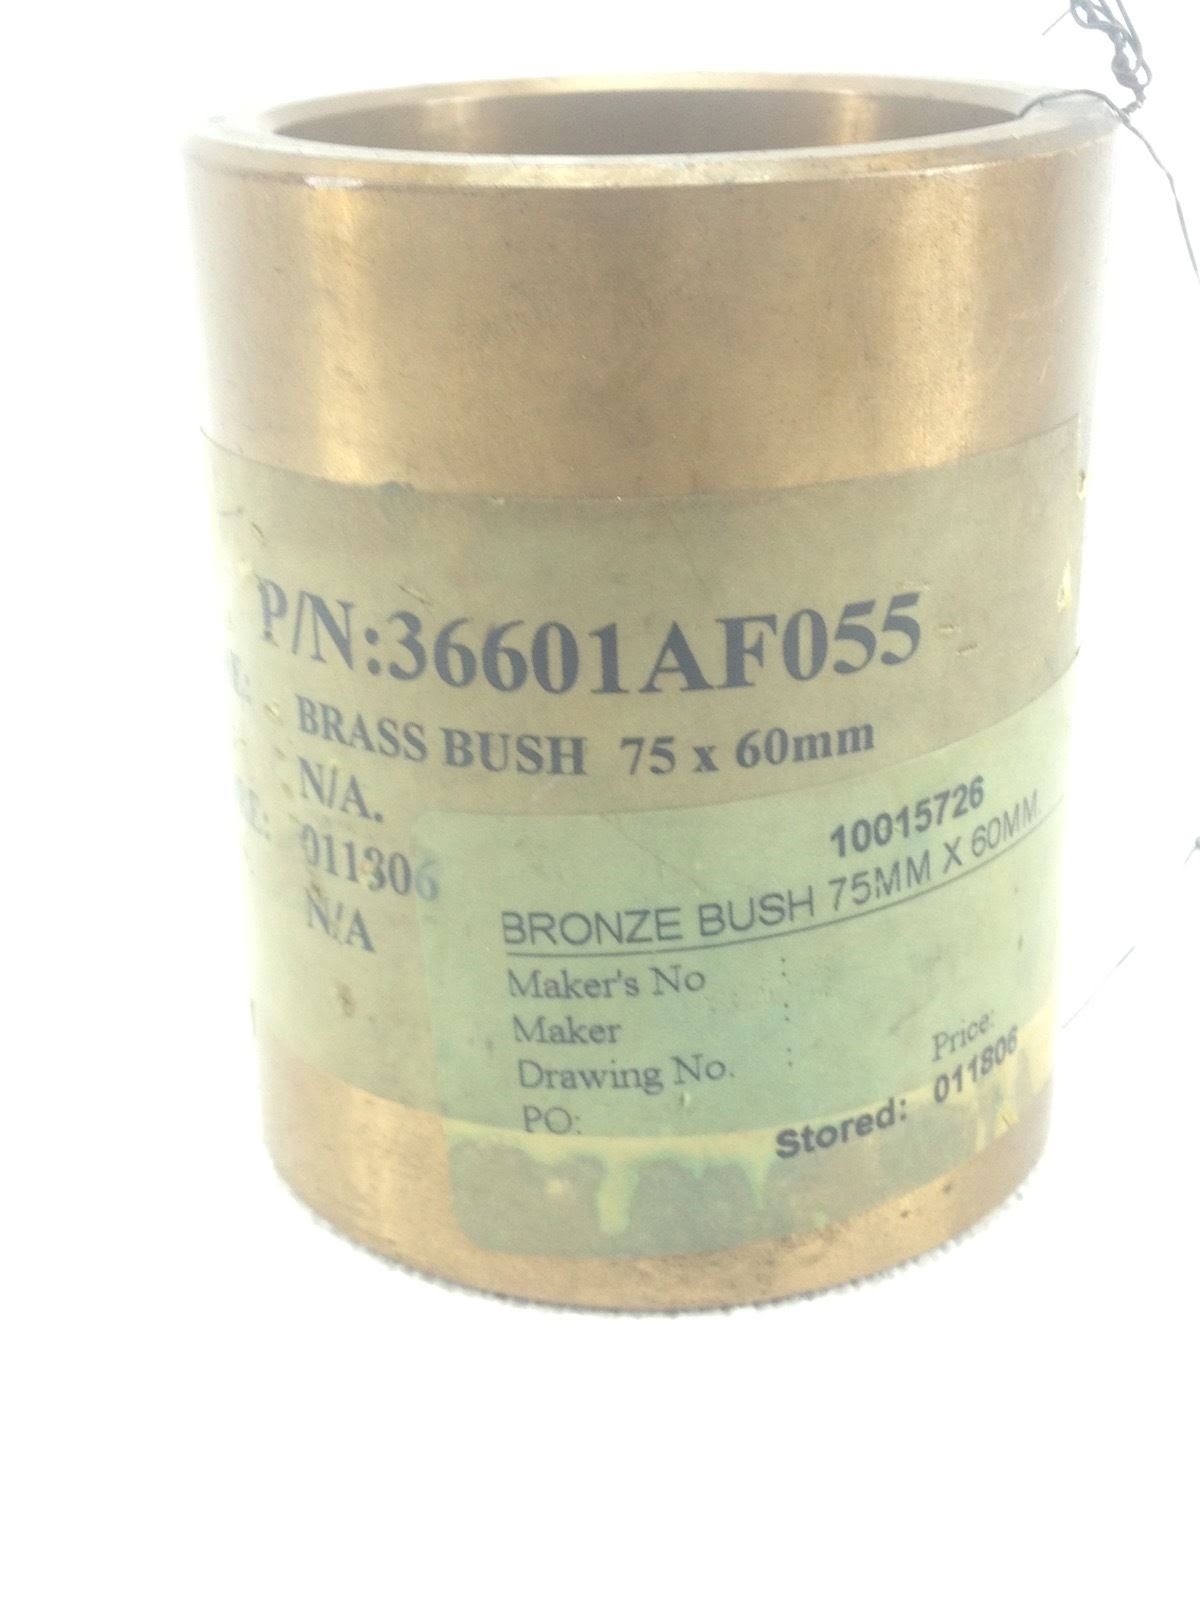 P/N:36601AF055
BRASS BUSH 75 x 60mm
N/A.
011306
N/A
10015726
BRONZE BUSH 75MM X 60MM.
Maker's No :
Maker :
Drawing No. :
PO:
Price:
Stored: 011806